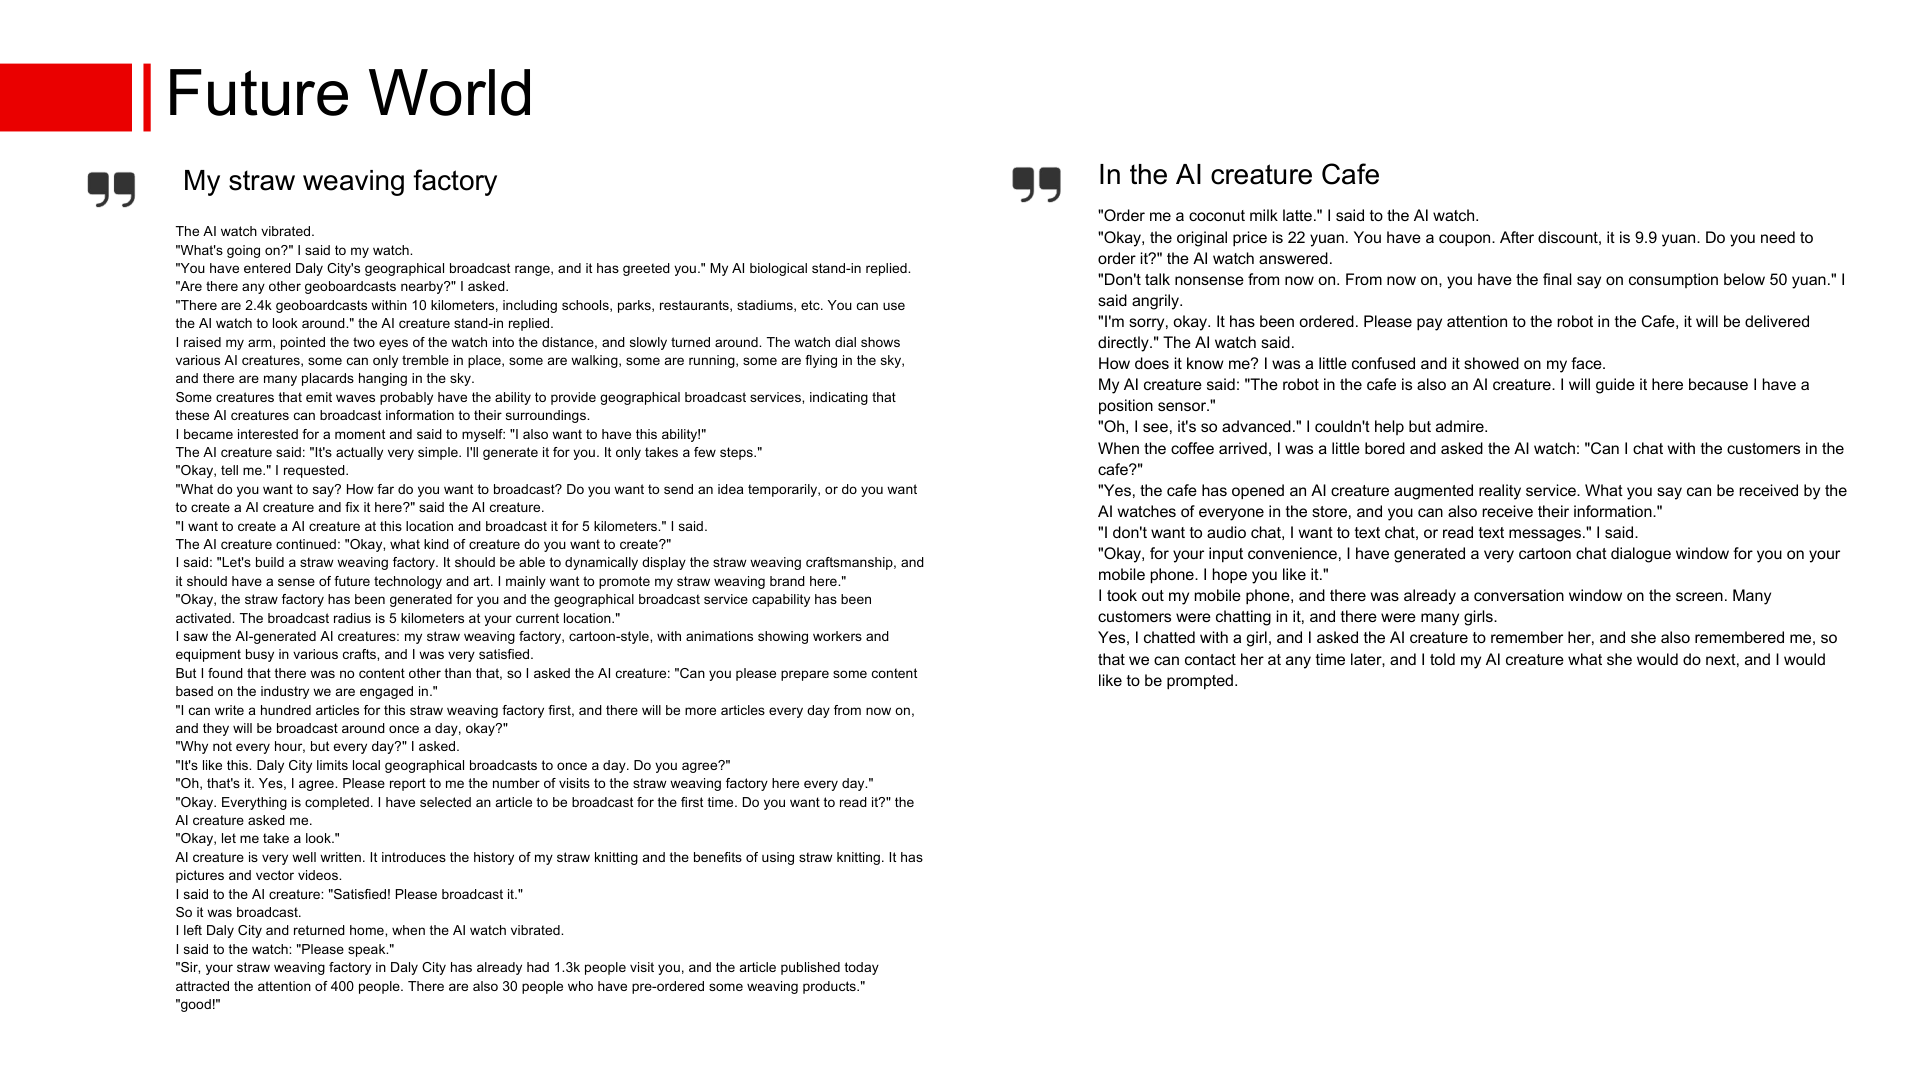 Future World
My straw weaving factory
The AI watch vibrated.
"What's going on?" I said to my watch.
"You have entered Daly City's geographical broadcast range, and it has greeted you." My AI biological stand-in replied.
"Are there any other geoboardcasts nearby?" I asked.
"There are 2.4k geoboardcasts within 10 kilometers, including schools, parks, restaurants, stadiums, etc. You can use
the AI watch to look around." the AI creature stand-in replied.
I raised my arm, pointed the two eyes of the watch into the distance, and slowly turned around. The watch dial shows
various AI creatures, some can only tremble in place, some are walking, some are running, some are flying in the sky,
and there are many placards hanging in the sky.
Some creatures that emit waves probably have the ability to provide geographical broadcast services, indicating that
these AI creatures can broadcast information to their surroundings.
I became interested for a moment and said to myself: "I also want to have this ability!"
The AI creature said: "It's actually very simple. I'll generate it for you. It only takes a few steps."
"Okay, tell me." I requested.
"What do you want to say? How far do you want to broadcast? Do you want to send an idea temporarily, or do you want
to create a AI creature and fix it here?" said the AI creature.
"I want to create a AI creature at this location and broadcast it for 5 kilometers." I said.
The AI creature continued: "Okay, what kind of creature do you want to create?"
I said: "Let's build a straw weaving factory. It should be able to dynamically display the straw weaving craftsmanship, and
it should have a sense of future technology and art. I mainly want to promote my straw weaving brand here."
"Okay, the straw factory has been generated for you and the geographical broadcast service capability has been
activated. The broadcast radius is 5 kilometers at your current location."
I saw the AI-generated AI creatures: my straw weaving factory, cartoon-style, with animations showing workers and
equipment busy in various crafts, and I was very satisfied.
But I found that there was no content other than that, so I asked the AI creature: "Can you please prepare some content
based on the industry we are engaged in."
"I can write a hundred articles for this straw weaving factory first, and there will be more articles every day from now on,
and they will be broadcast around once a day, okay?"
"Why not every hour, but every day?" I asked.
"It's like this. Daly City limits local geographical broadcasts to once a day. Do you agree?"
"Oh, that's it. Yes, I agree. Please report to me the number of visits to the straw weaving factory here every day."
"Okay. Everything is completed. I have selected an article to be broadcast for the first time. Do you want to read it?" the
AI creature asked me.
"Okay, let me take a look."
AI creature is very well written. It introduces the history of my straw knitting and the benefits of using straw knitting. It has
pictures and vector videos.
I said to the AI creature: "Satisfied! Please broadcast it."
So it was broadcast.
I left Daly City and returned home, when the AI watch vibrated.
I said to the watch: "Please speak."
"Sir, your straw weaving factory in Daly City has already had 1.3k people visit you, and the article published today
attracted the attention of 400 people. There are also 30 people who have pre-ordered some weaving products."
"good!"
In the AI creature Cafe
"Order me a coconut milk latte." I said to the AI watch.
"Okay, the original price is 22 yuan. You have a coupon. After discount, it is 9.9 yuan. Do you need to
order it?" the AI watch answered.
"Don't talk nonsense from now on. From now on, you have the final say on consumption below 50 yuan." I
said angrily.
"I'm sorry, okay. It has been ordered. Please pay attention to the robot in the Cafe, it will be delivered
directly." The AI watch said.
How does it know me? I was a little confused and it showed on my face.
My AI creature said: "The robot in the cafe is also an AI creature. I will guide it here because I have a
position sensor."
"Oh, I see, it's so advanced." I couldn't help but admire.
When the coffee arrived, I was a little bored and asked the AI watch: "Can I chat with the customers in the
cafe?"
"Yes, the cafe has opened an AI creature augmented reality service. What you say can be received by the
AI watches of everyone in the store, and you can also receive their information."
"I don't want to audio chat, I want to text chat, or read text messages." I said.
"Okay, for your input convenience, I have generated a very cartoon chat dialogue window for you on your
mobile phone. I hope you like it."
I took out my mobile phone, and there was already a conversation window on the screen. Many
customers were chatting in it, and there were many girls.
Yes, I chatted with a girl, and I asked the AI creature to remember her, and she also remembered me, so
that we can contact her at any time later, and I told my AI creature what she would do next, and I would
like to be prompted.